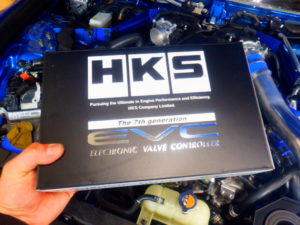 HKS
Pursuing the Ultimate in Engine Performance and Efficiency.
HKS Company Limited.
The 7th generation
EVC
ELECTRONIC VALVE CONTROLLER